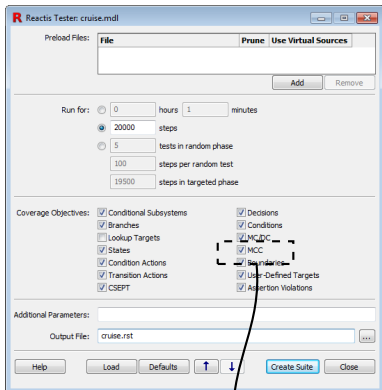 R Reactis Tester: cruise.mdl
Preload Files:
File Prune Use Virtual Sources
Add Remove
Run for: 0 hours 1 minutes
20000 steps
5 tests in random phase
100 steps per random test
19500 steps in targeted phase
Coverage Objectives:
Conditional Subsystems Decisions
Branches Conditions
Lookup Targets MC/DC
States MCC
Condition Actions Boundaries
Transition Actions User-Defined Targets
CSEPT Assertion Violations
Additional Parameters:
Output File: cruise.rst ...
Help Load Defaults ↑ ↓ Create Suite Close